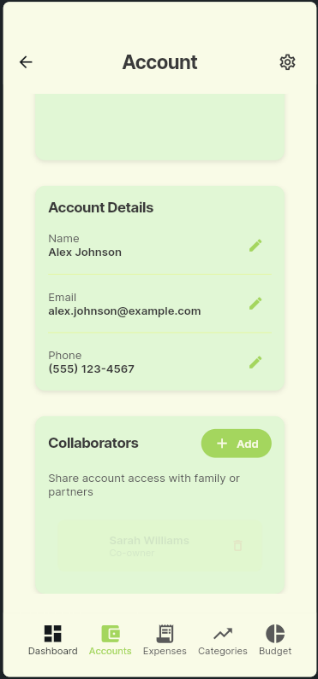 Account
Account Details
Name
Alex Johnson
Email
alex.johnson@example.com
Phone
(555) 123-4567
Collaborators
+ Add
Share account access with family or
partners
Sarah Williams
Co-owner
Dashboard
Accounts
Expenses
Categories
Budget